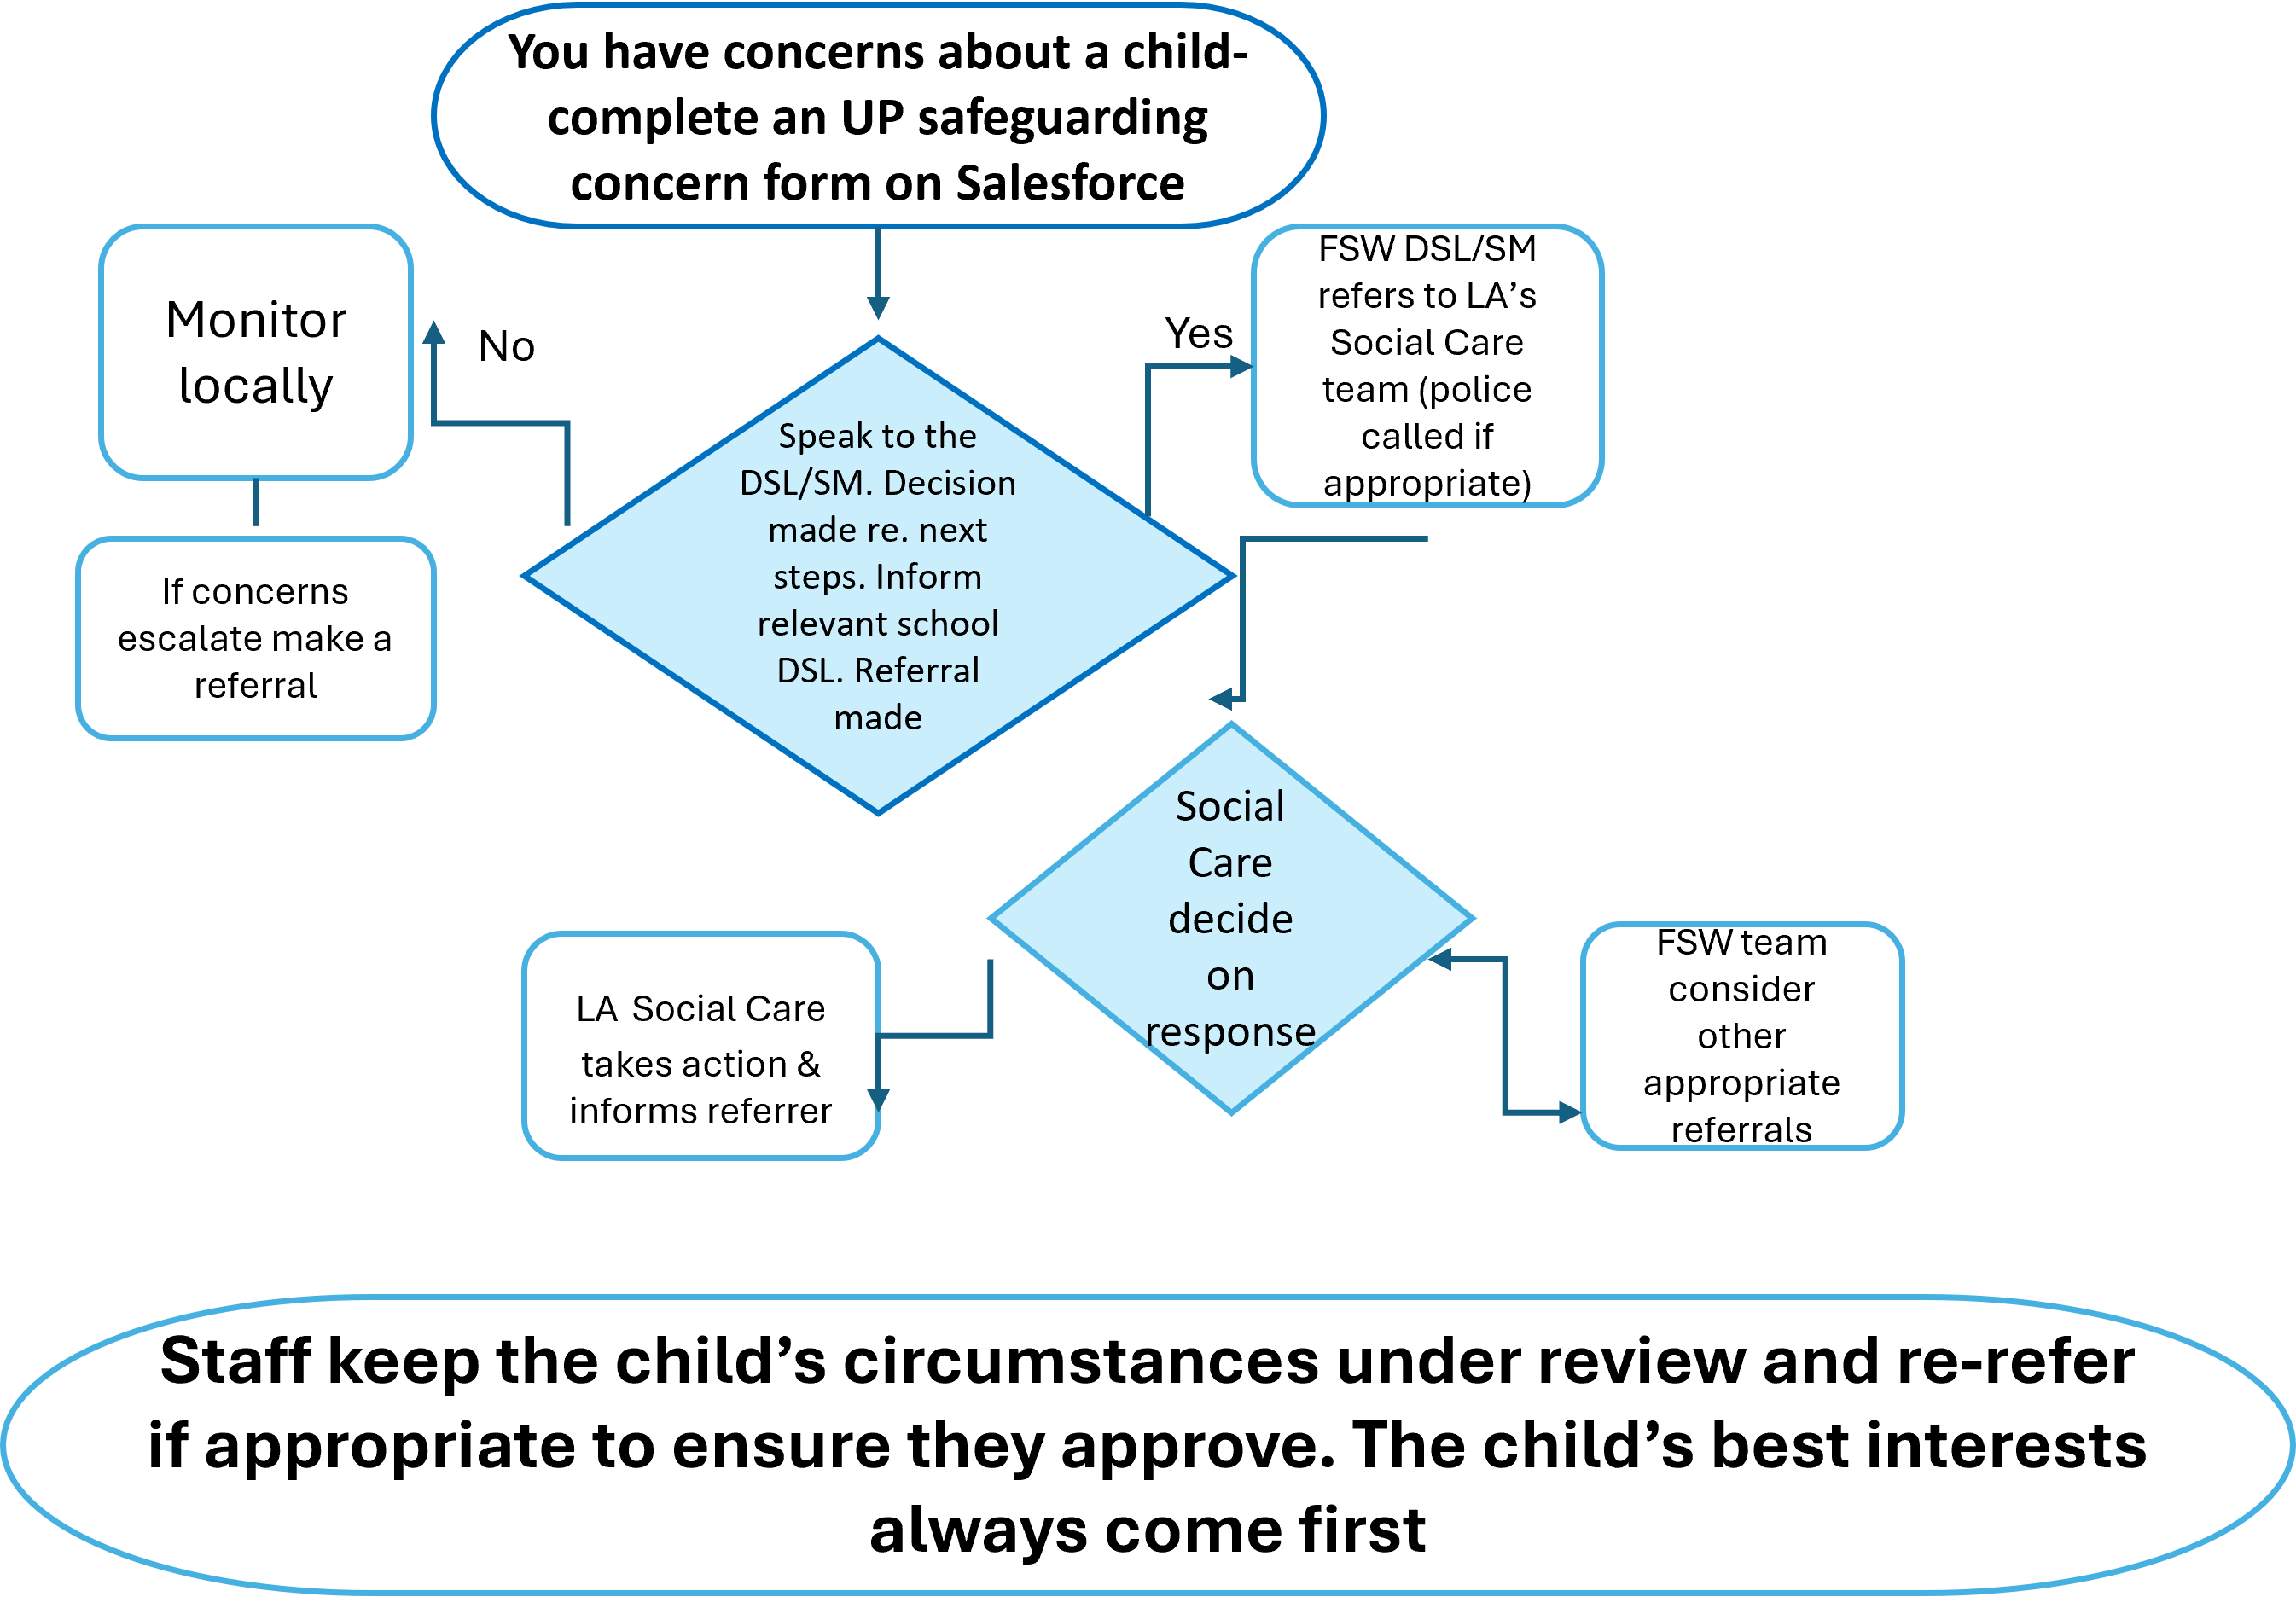 You have concerns about a child-
complete an UP safeguarding
concern form on Salesforce
Monitor
locally
No
Yes
FSW DSL/SM
refers to LA’s
Social Care
team (police
called if
appropriate)
Speak to the
DSL/SM. Decision
made re. next
steps. Inform
relevant school
DSL. Referral
made
If concerns
escalate make a
referral
Social
Care
decide
on
response
LA  Social Care
takes action &
informs referrer
FSW team
consider
other
appropriate
referrals
Staff keep the child’s circumstances under review and re-refer
if appropriate to ensure they approve. The child’s best interests
always come first